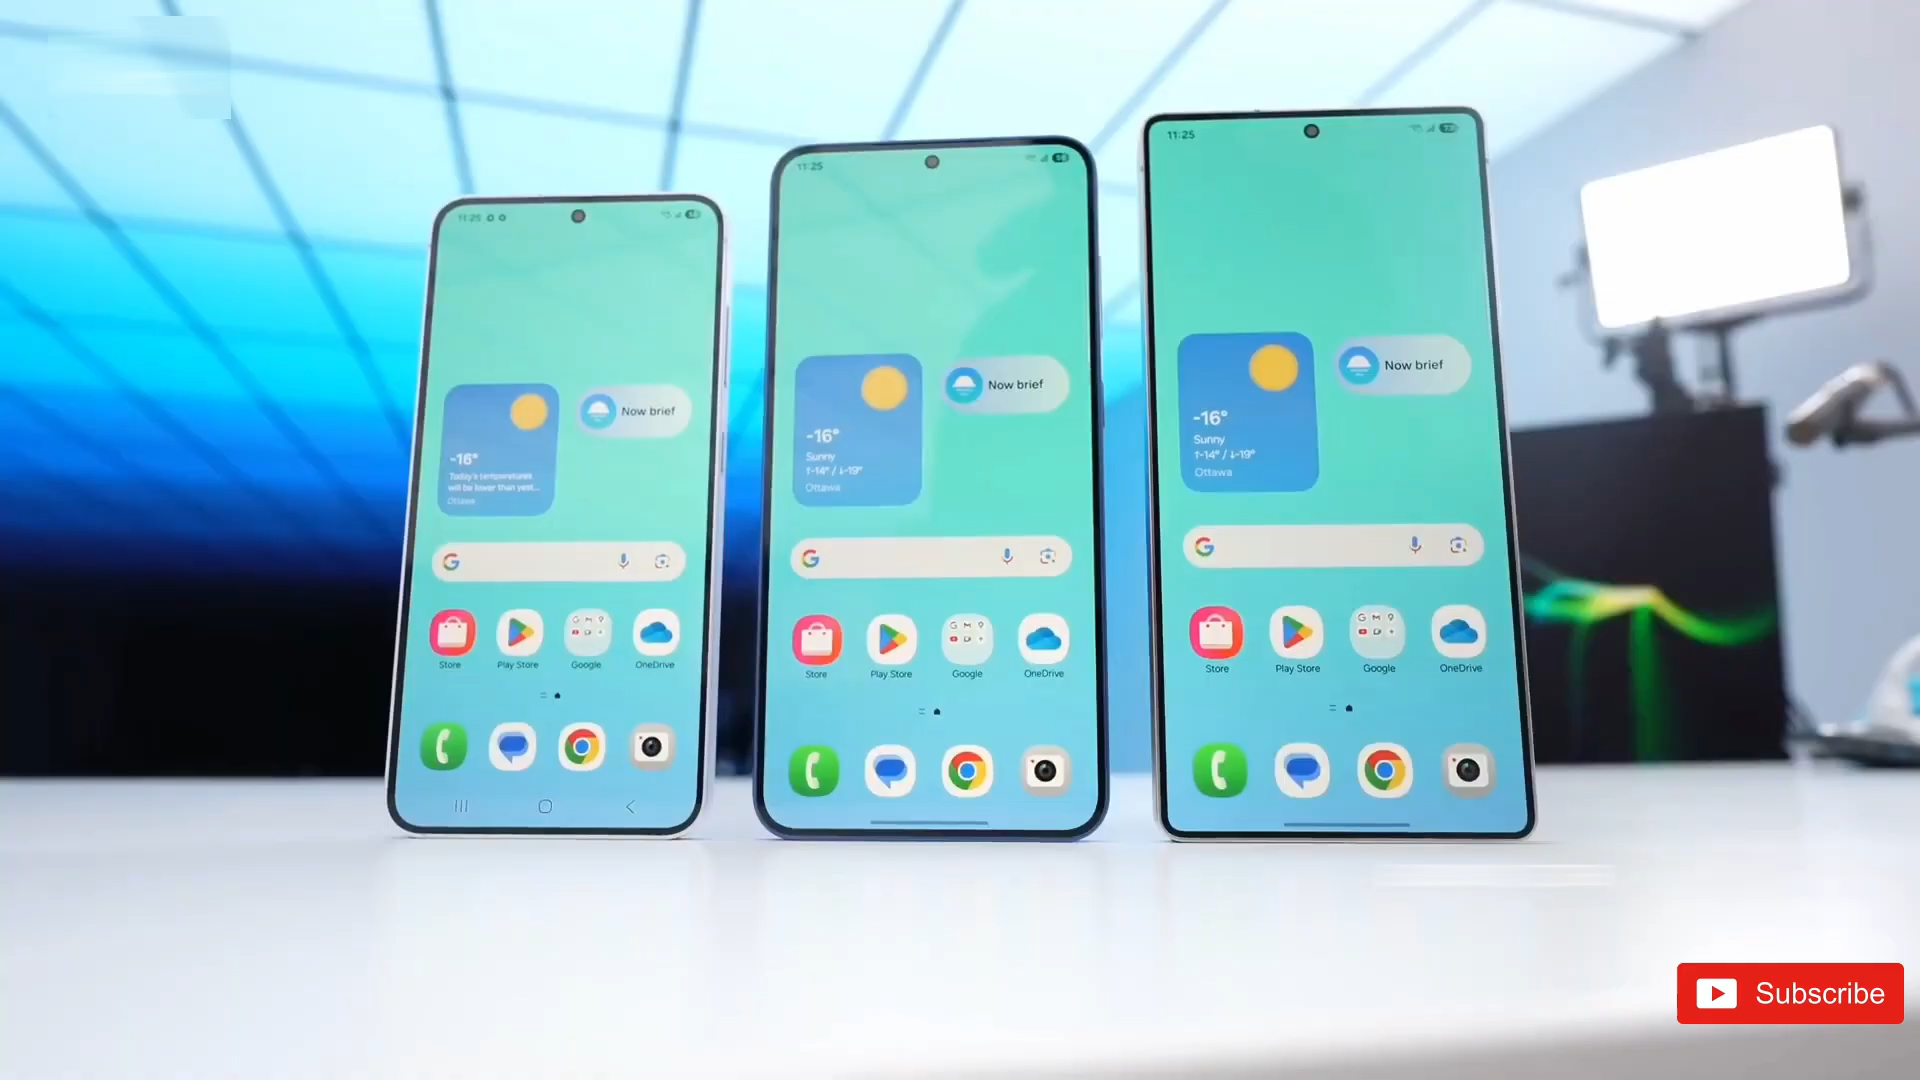 11:25
-16°
Today's temperatures
will be lower than yest...
Ottawa
Now brief
Store
Play Store
Google
OneDrive
11:25
-16°
Sunny
↑-14° / ↓-19°
Ottawa
Now brief
Store
Play Store
Google
OneDrive
11:25
-16°
Sunny
↑-14° / ↓-19°
Ottawa
Now brief
Store
Play Store
Google
OneDrive
Subscribe